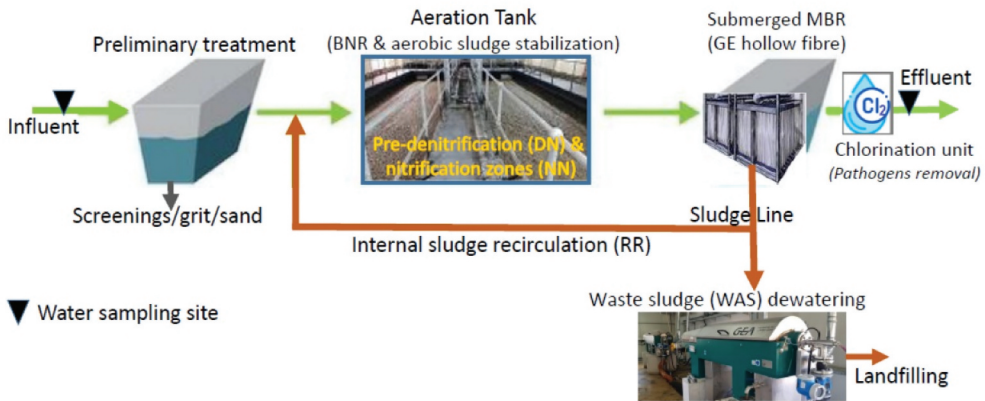 Aeration Tank
(BNR & aerobic sludge stabilization)
Submerged MBR
(GE hollow fibre)
Preliminary treatment
Influent
Pre-denitrification (DN) &
nitrification zones (NN)
Cl2
Effluent
Chlorination unit
(Pathogens removal)
Screenings/grit/sand
Sludge Line
Internal sludge recirculation (RR)
Water sampling site
Waste sludge (WAS) dewatering
GEA
Landfilling